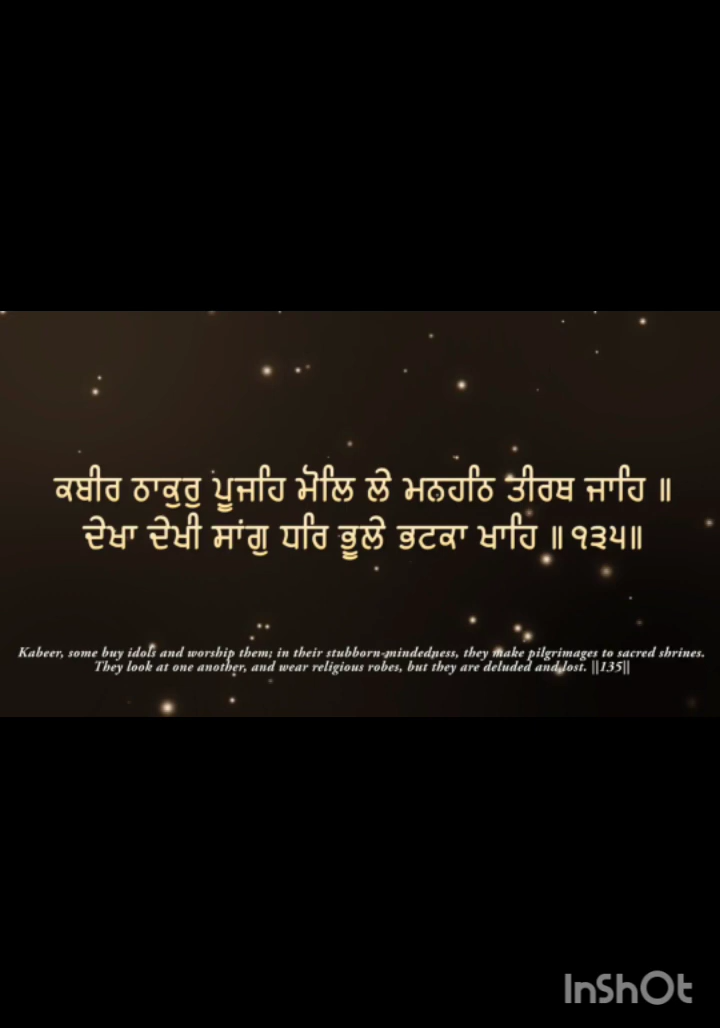 ਕਬੀਰ ਠਾਕੁਰੁ ਪੂਜਹਿ ਮੋਲਿ ਲੇ ਮਨਹਠਿ ਤੀਰਥ ਜਾਹਿ ॥
ਦੇਖਾ ਦੇਖੀ ਸਾਂਗੁ ਧਰਿ ਭੂਲੇ ਭਟਕਾ ਖਾਹਿ ॥੧੩੫॥
Kabeer, some buy idols and worship them; in their stubborn-mindedness, they make pilgrimages to sacred shrines.
They look at one another, and wear religious robes, but they are deluded and lost. ||135||
InShOt